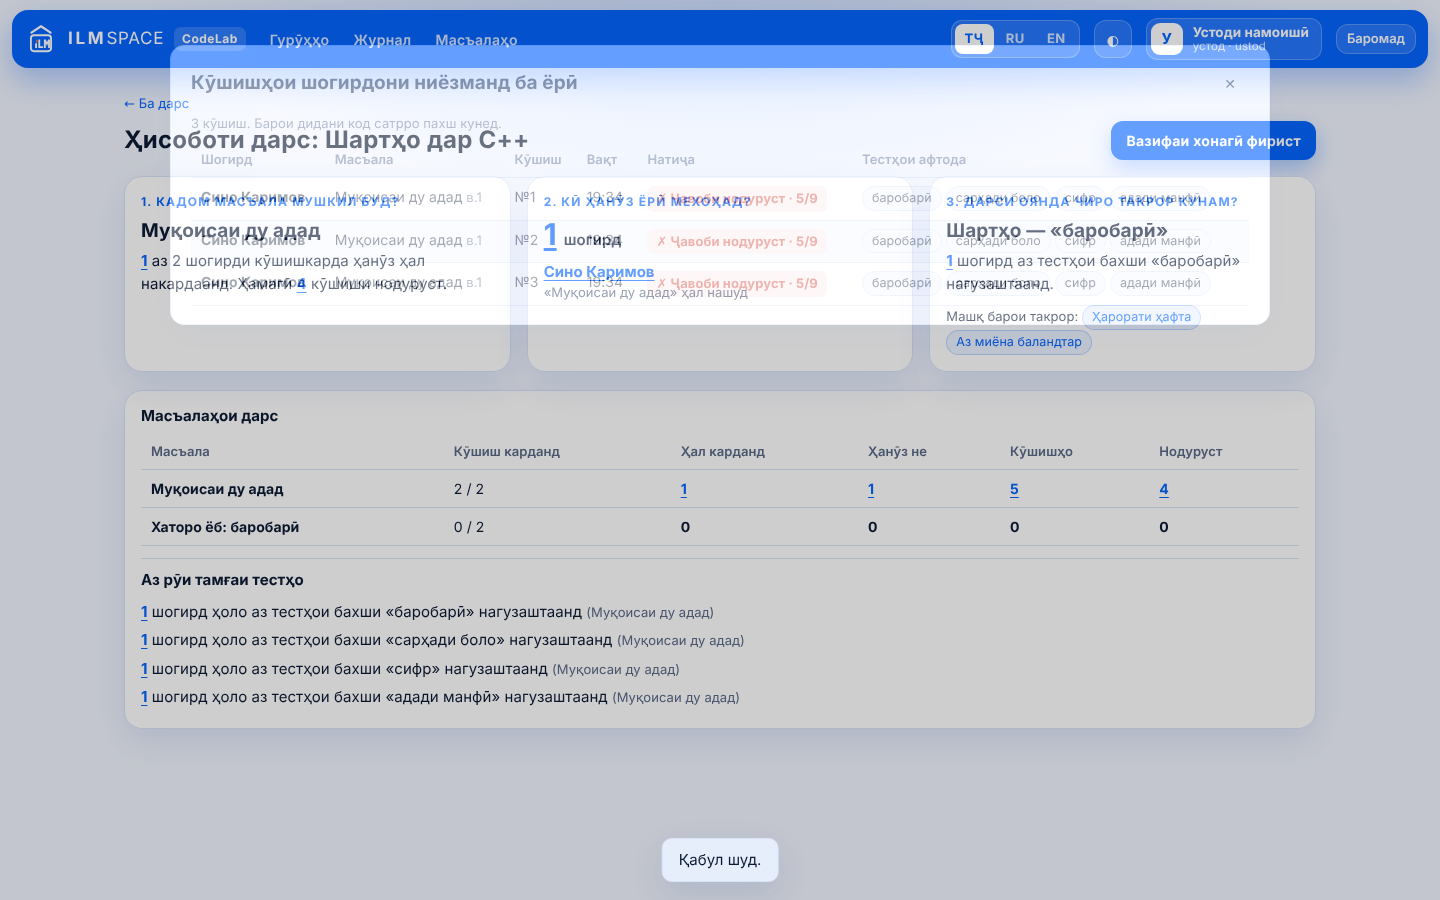 ILMSPACE CodeLab Гурӯҳҳо Журнал Масъалаҳо ТҶ RU EN У Устоди намоишӣ Баромад
устод · ustod
Кӯшишҳои шогирдони ниёзманд ба ёрӣ ×
← Ба дарс
3 кӯшиш. Барои дидани код сатрро пахш кунед.
Ҳисоботи дарс: Шартҳо дар C++ Вазифаи хонагӣ фирист
Шогирд Масъала Кӯшиш Вақт Натиҷа Тестҳои афтода
Сино Каримов Муқоисаи ду адад в.1 №1 19:34 ✗ Ҷавоби нодуруст · 5/9 баробарӣ сарҳади боло сифр адади манфӣ
Сино Каримов Муқоисаи ду адад в.1 №2 19:34 ✗ Ҷавоби нодуруст · 5/9 баробарӣ сарҳади боло сифр адади манфӣ
Сино Каримов Муқоисаи ду адад в.1 №3 19:34 ✗ Ҷавоби нодуруст · 5/9 баробарӣ сарҳади боло сифр адади манфӣ
1. КАДОМ МАСЪАЛА МУШКИЛ БУД?
Муқоисаи ду адад
1 аз 2 шогирди кӯшишкарда ҳанӯз ҳал
накардаанд. Ҳамагӣ 4 кӯшиши нодуруст.
2. КӢ ҲАНӮЗ ЁРӢ МЕХОҲАД?
1 шогирд
Сино Каримов
«Муқоисаи ду адад» ҳал нашуд
3. ДАРСИ ОЯНДА ЧИРО ТАКРОР КУНАМ?
Шартҳо — «баробарӣ»
1 шогирд аз тестҳои бахши «баробарӣ»
нагузаштаанд.
Машқ барои такрор: Ҳарорати ҳафта
Аз миёна баландтар
Масъалаҳои дарс
Масъала Кӯшиш карданд Ҳал карданд Ҳанӯз не Кӯшишҳо Нодуруст
Муқоисаи ду адад 2 / 2 1 1 5 4
Хаторо ёб: баробарӣ 0 / 2 0 0 0 0
Аз рӯи тамғаи тестҳо
1 шогирд ҳоло аз тестҳои бахши «баробарӣ» нагузаштаанд (Муқоисаи ду адад)
1 шогирд ҳоло аз тестҳои бахши «сарҳади боло» нагузаштаанд (Муқоисаи ду адад)
1 шогирд ҳоло аз тестҳои бахши «сифр» нагузаштаанд (Муқоисаи ду адад)
1 шогирд ҳоло аз тестҳои бахши «адади манфӣ» нагузаштаанд (Муқоисаи ду адад)
Қабул шуд.